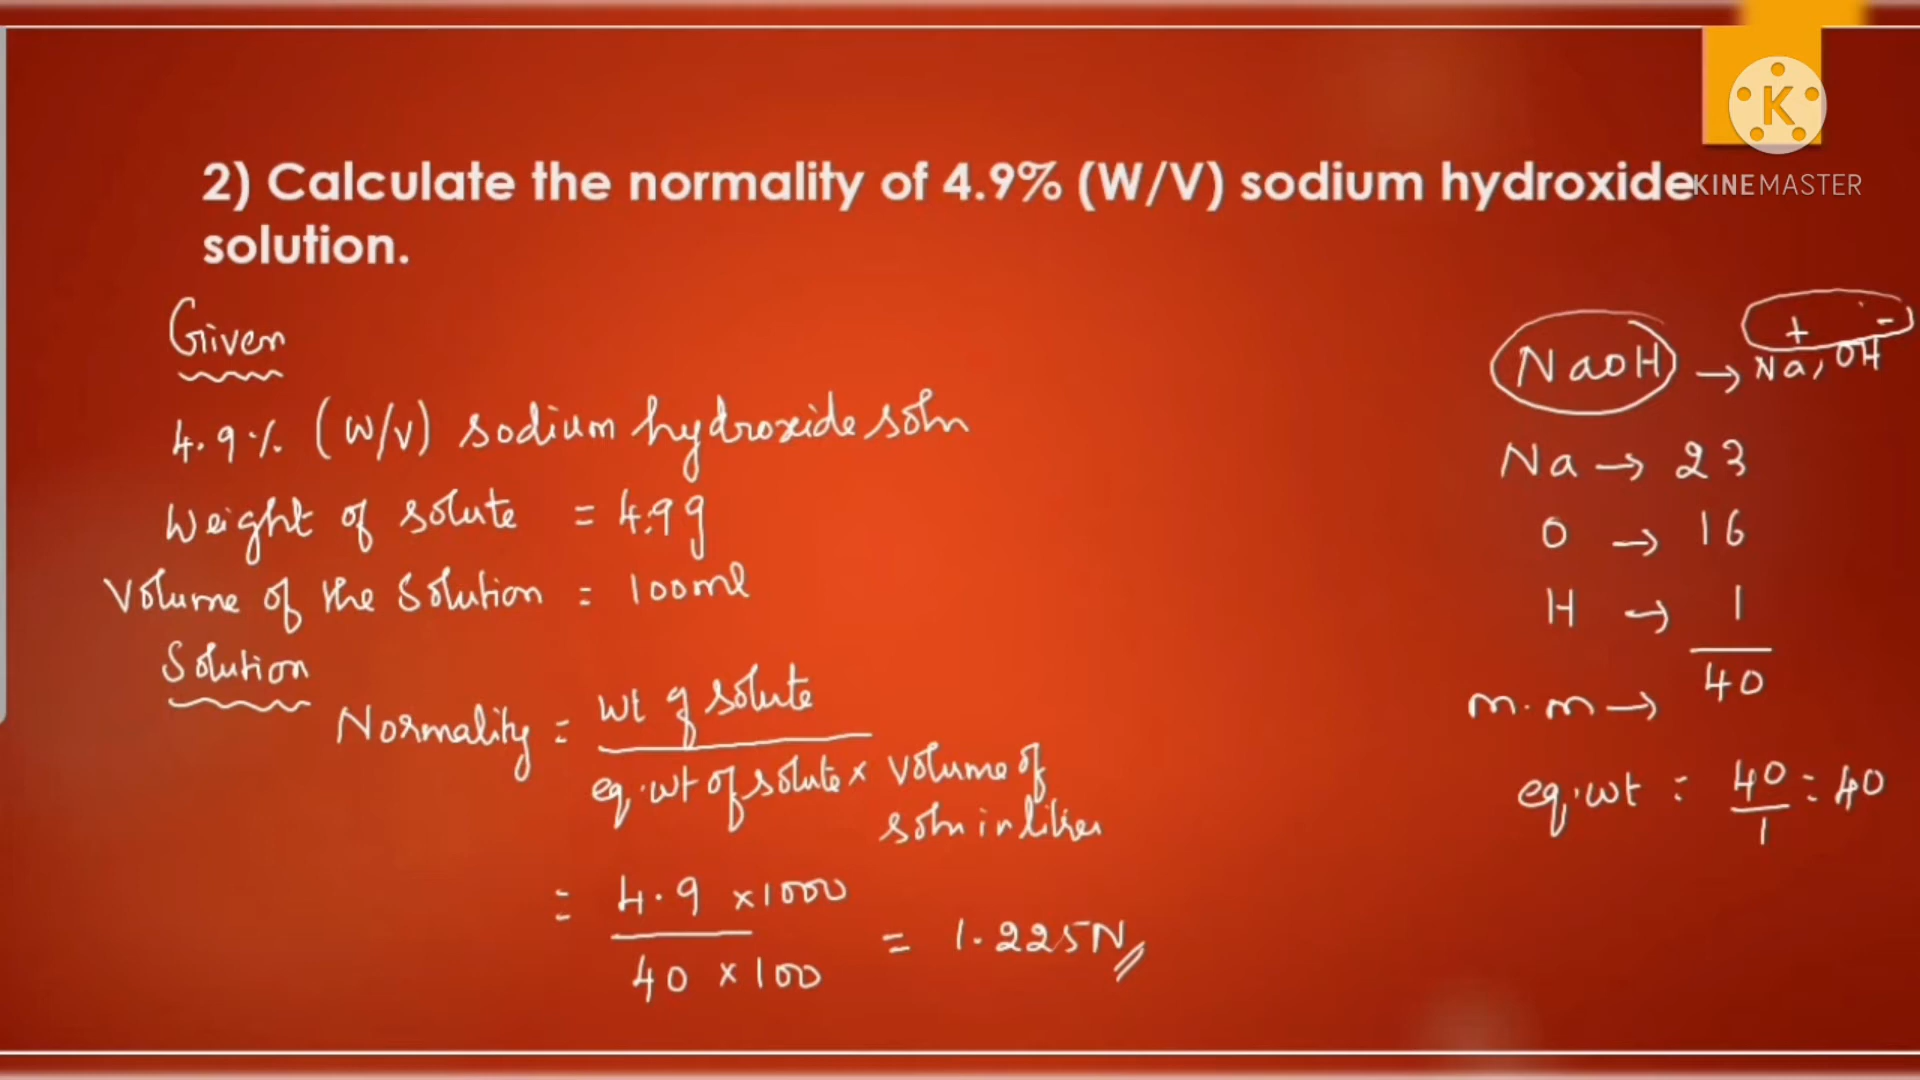 K
KINEMASTER
2) Calculate the normality of 4.9% (W/V) sodium hydroxide
solution.
Given
4.9% (W/V) sodium hydroxide soln
Weight of solute = 4.9g
Volume of the Solution = 100ml
Solution
Normality = wt of solute
eq.wt of solute x Volume of
soln in liter
= 4.9 x 1000
40 x 100
= 1.225N
NaOH → Na+, OH-
Na → 23
O → 16
H → 1
m.m → 40
eq.wt = 40/1 = 40